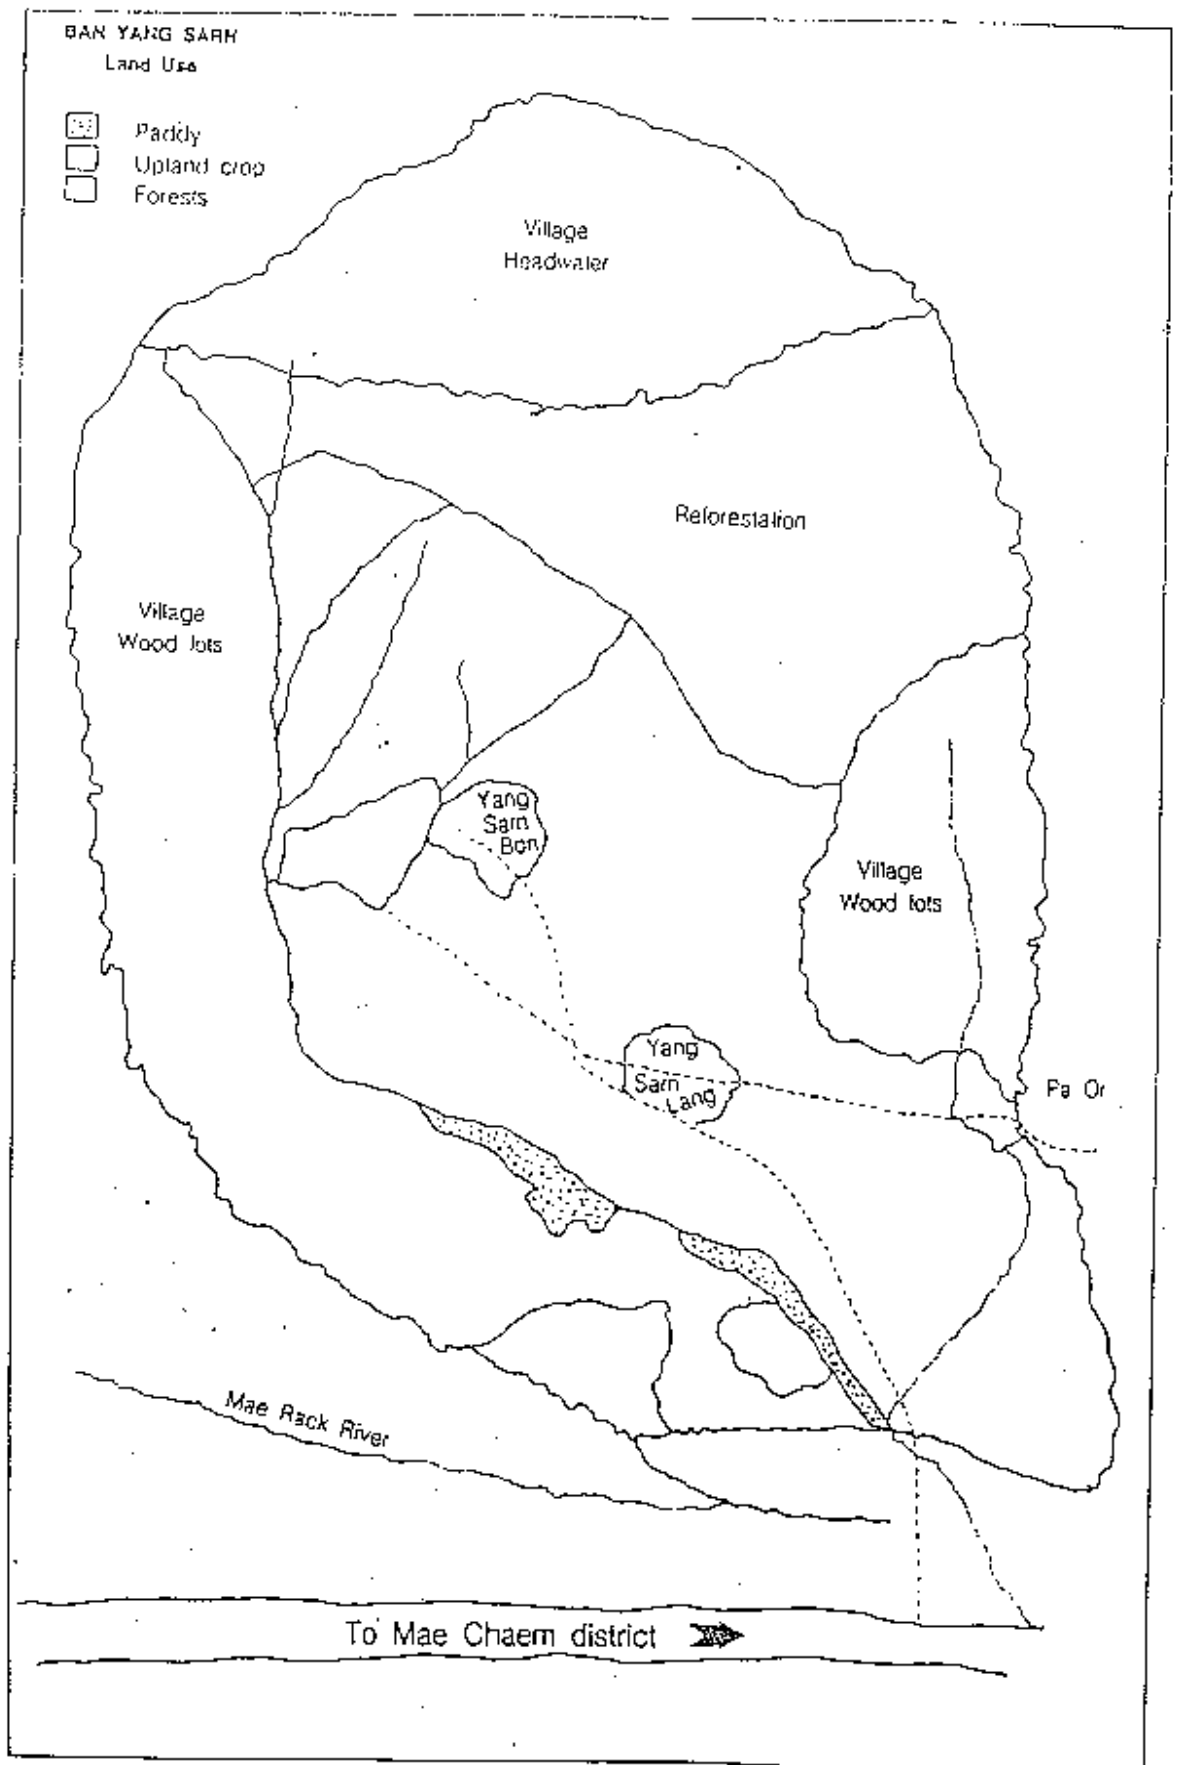 BAN YANG SARN
Land Use
Paddy
Upland crop
Forests
Village
Headwater
Reforestation
Village
Wood lots
Yang
Sarn
Bon
Village
Wood lots
Yang
Sarn
Lang
Pa Or
Mae Rack River
To Mae Chaem district